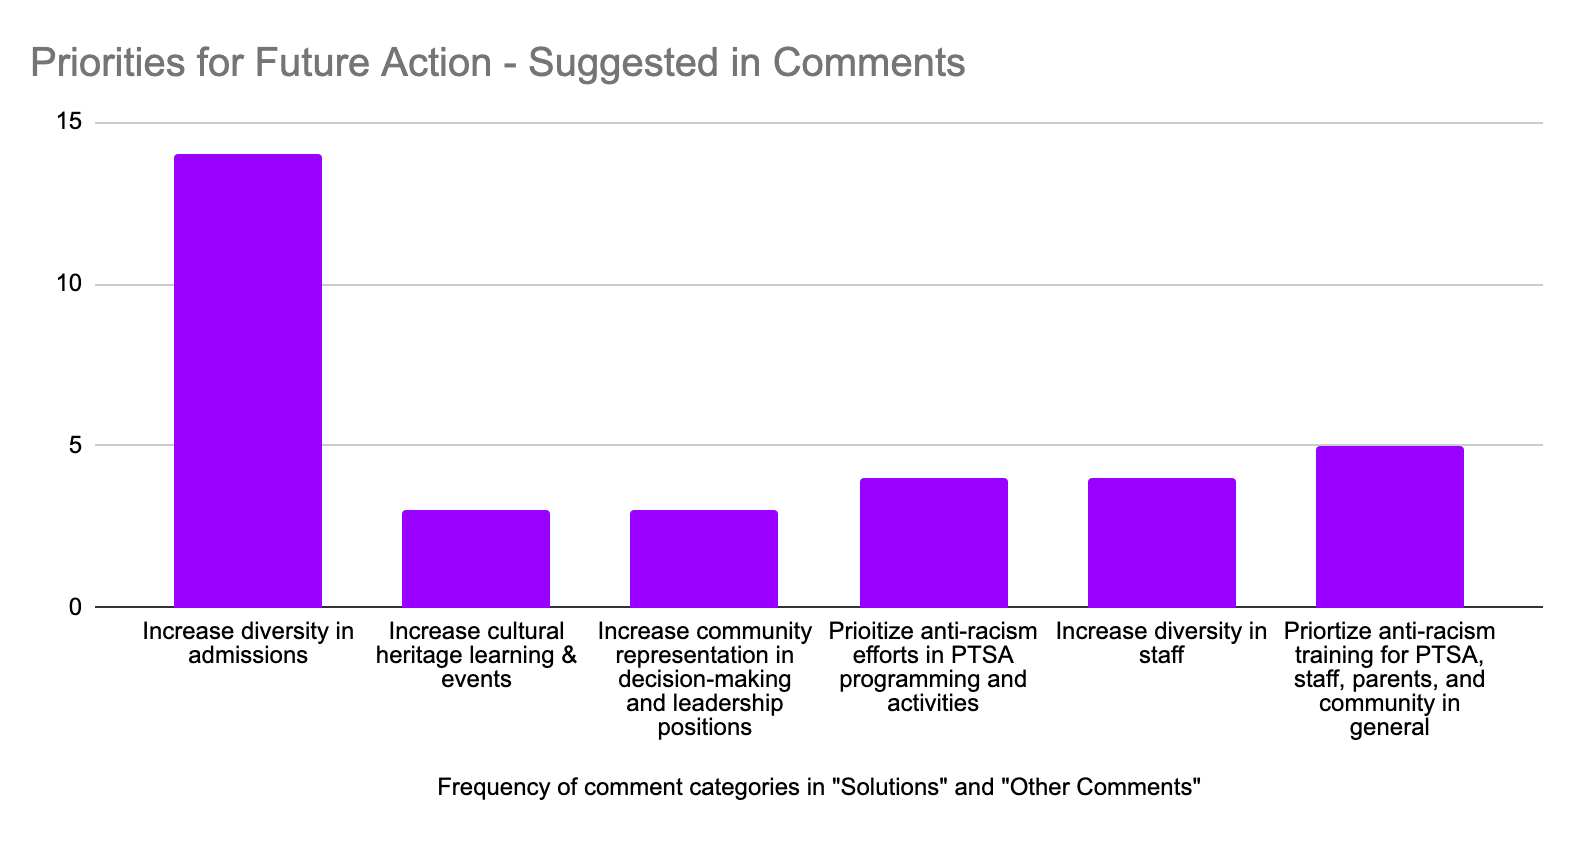 Priorities for Future Action - Suggested in Comments
15
10
5
0
Increase diversity in
admissions
Increase cultural
heritage learning &
events
Increase community
representation in
decision-making
and leadership
positions
Prioitize anti-racism
efforts in PTSA
programming and
activities
Increase diversity in
staff
Priortize anti-racism
training for PTSA,
staff, parents, and
community in
general
Frequency of comment categories in "Solutions" and "Other Comments"